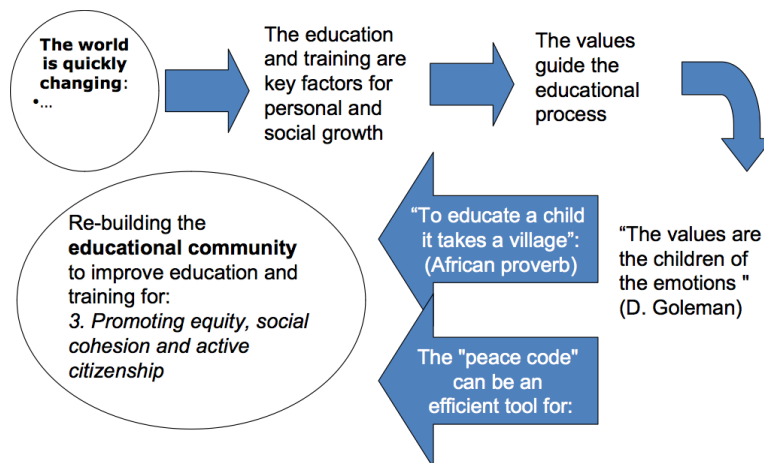 The world
is quickly
changing:
•...
The education
and training are
key factors for
personal and
social growth
The values
guide the
educational
process
“The values are
the children of
the emotions "
(D. Goleman)
“To educate a child
it takes a village”:
(African proverb)
The "peace code"
can be an
efficient tool for:
Re-building the
educational community
to improve education and
training for:
3. Promoting equity, social
cohesion and active
citizenship